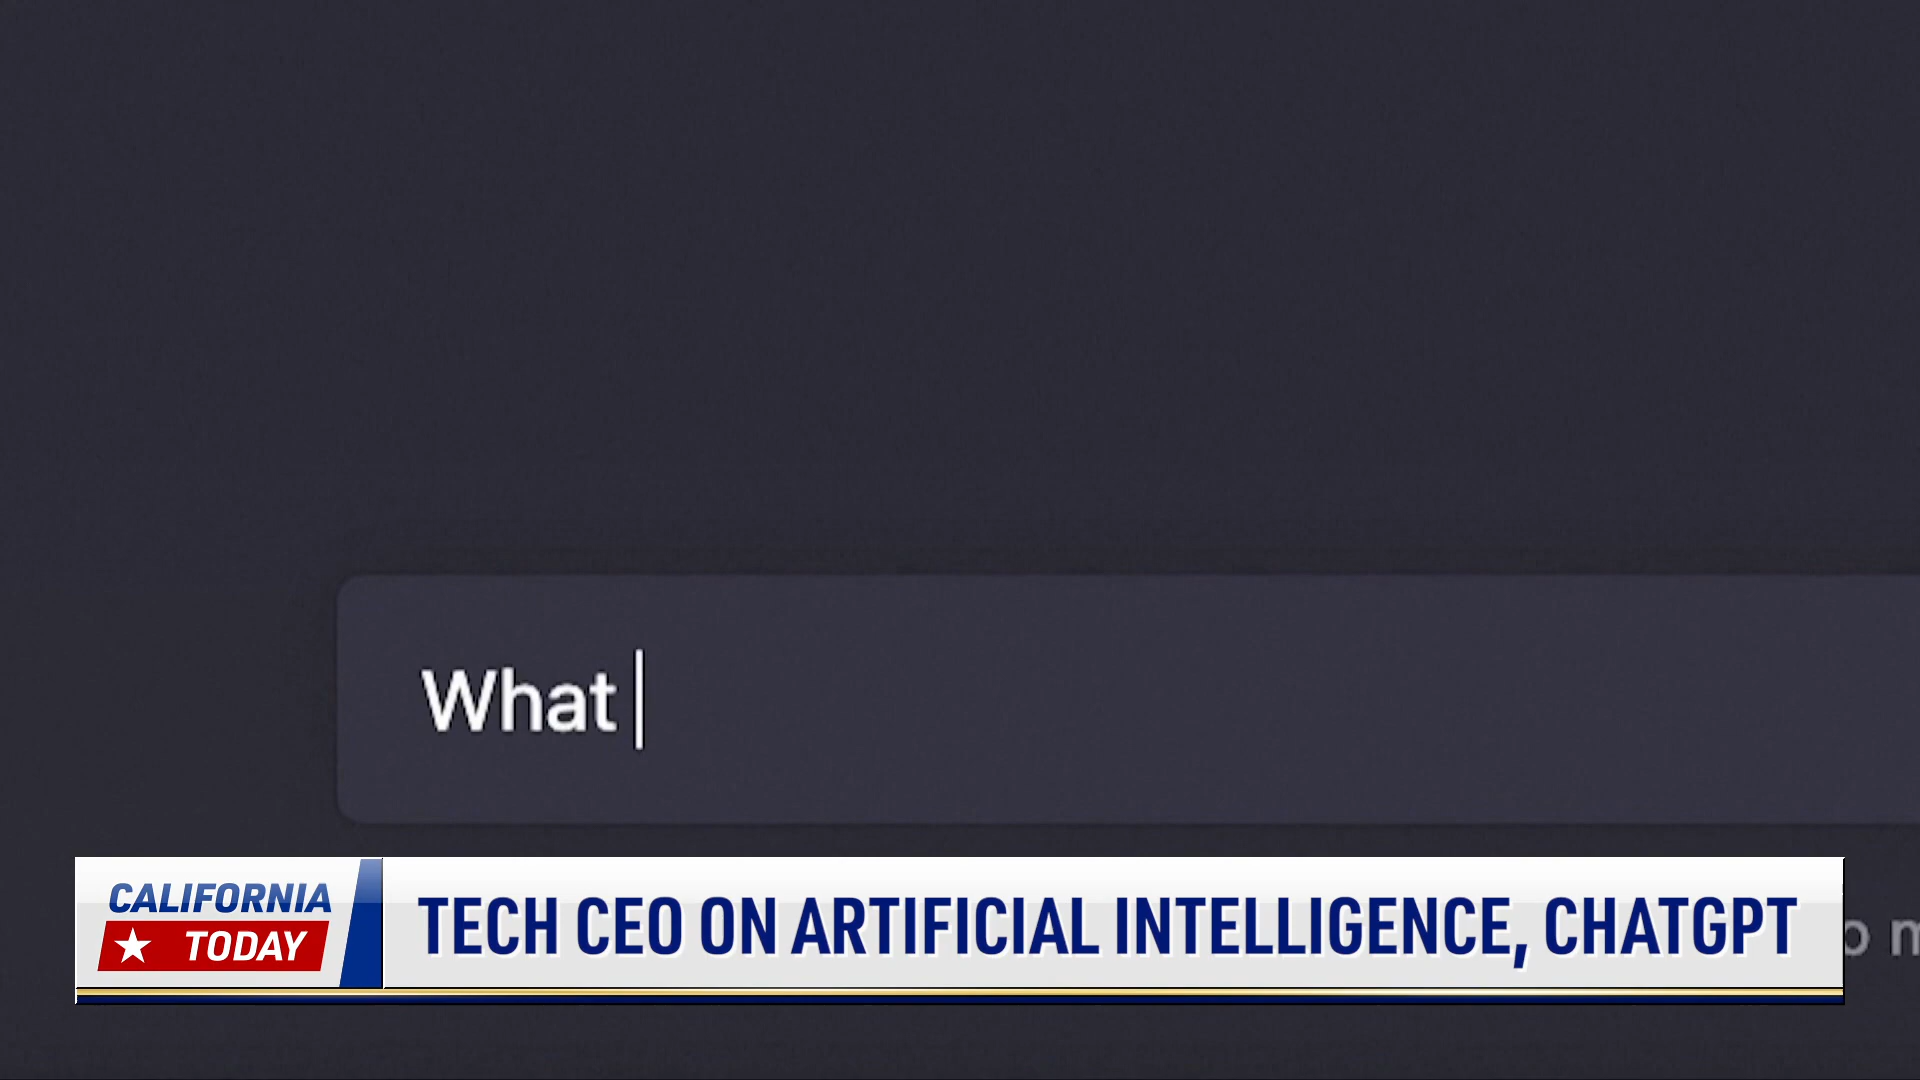 What
CALIFORNIA
TODAY
TECH CEO ON ARTIFICIAL INTELLIGENCE, CHATGPT